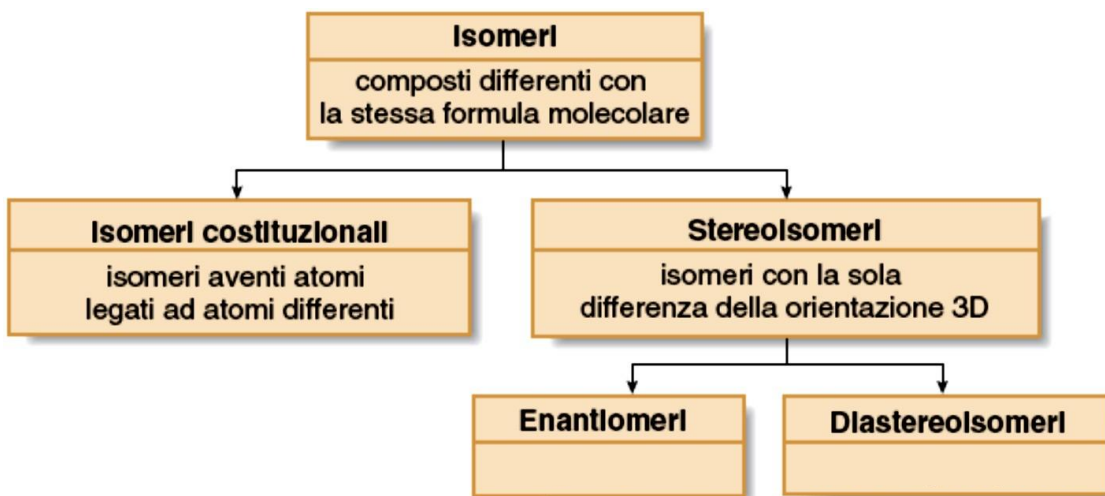 Isomeri
composti differenti con
la stessa formula molecolare
Isomeri costituzionali
isomeri aventi atomi
legati ad atomi differenti
Stereoisomeri
isomeri con la sola
differenza della orientazione 3D
Enantiomeri
Diastereoisomeri